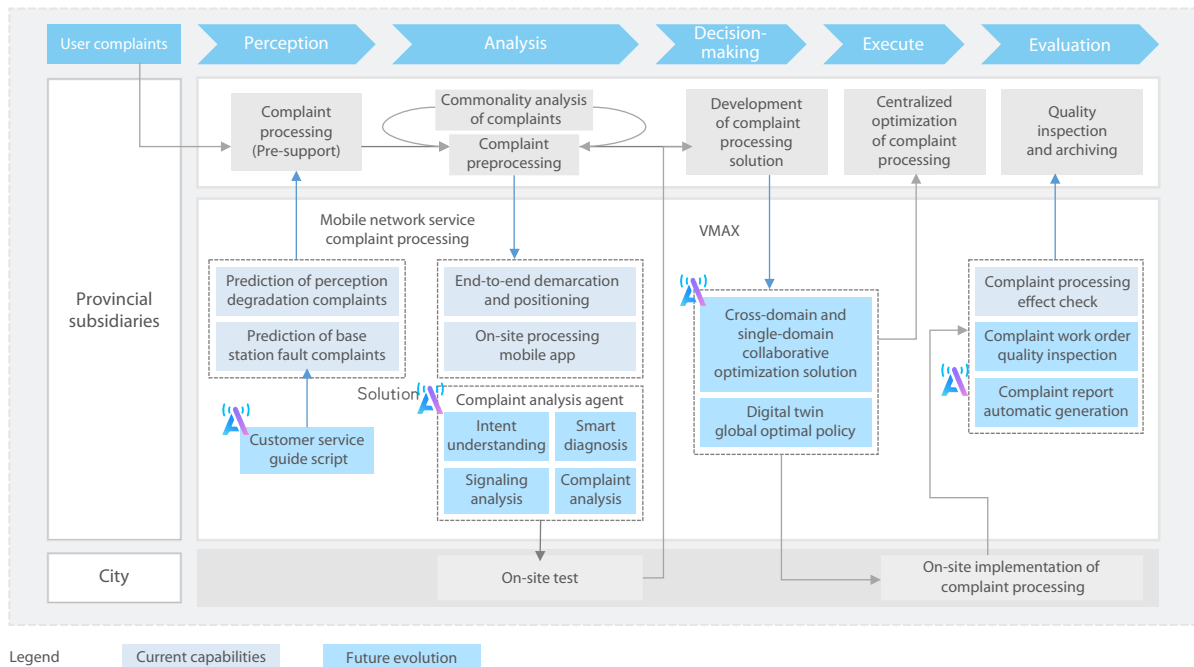 User complaints
Perception
Analysis
Decision-
making
Execute
Evaluation
Provincial
subsidiaries
Complaint
processing
(Pre-support)
Commonality analysis
of complaints
Complaint
preprocessing
Development
of complaint
processing
solution
Centralized
optimization
of complaint
processing
Quality
inspection
and archiving
Mobile network service
complaint processing
VMAX
Prediction of perception
degradation complaints
Prediction of base
station fault complaints
Solution
Customer service
guide script
End-to-end demarcation
and positioning
On-site processing
mobile app
Complaint analysis agent
Intent
understanding
Smart
diagnosis
Signaling
analysis
Complaint
analysis
Cross-domain and
single-domain
collaborative
optimization solution
Digital twin
global optimal policy
Complaint processing
effect check
Complaint work order
quality inspection
Complaint report
automatic generation
City
On-site test
On-site implementation of
complaint processing
Legend
Current capabilities
Future evolution